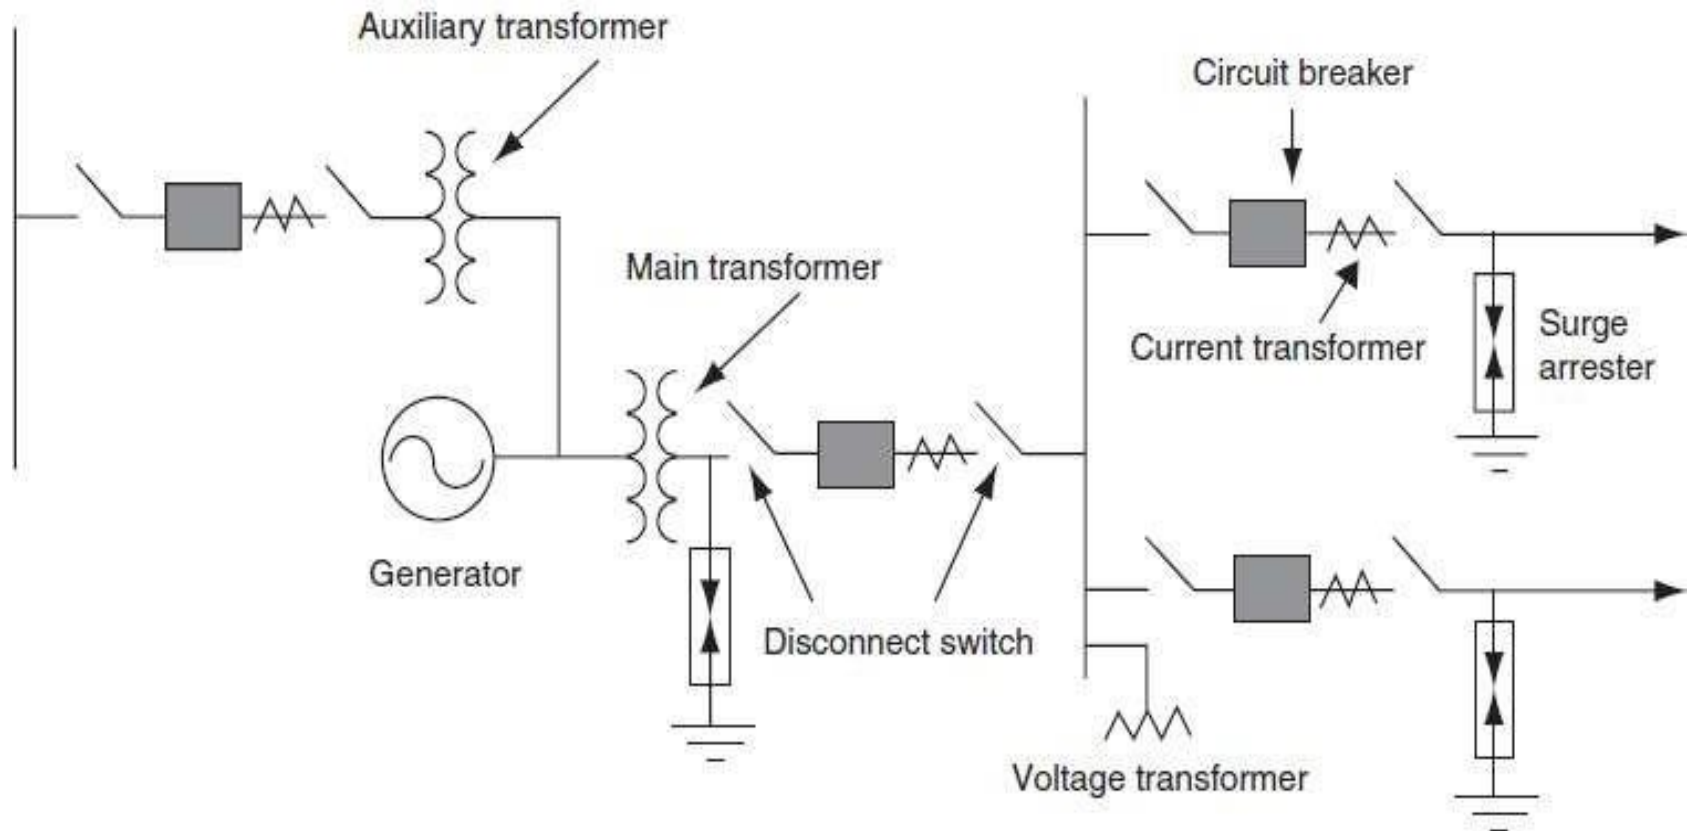 Auxiliary transformer
Circuit breaker
Main transformer
Surge
arrester
Current transformer
Generator
Disconnect switch
Voltage transformer